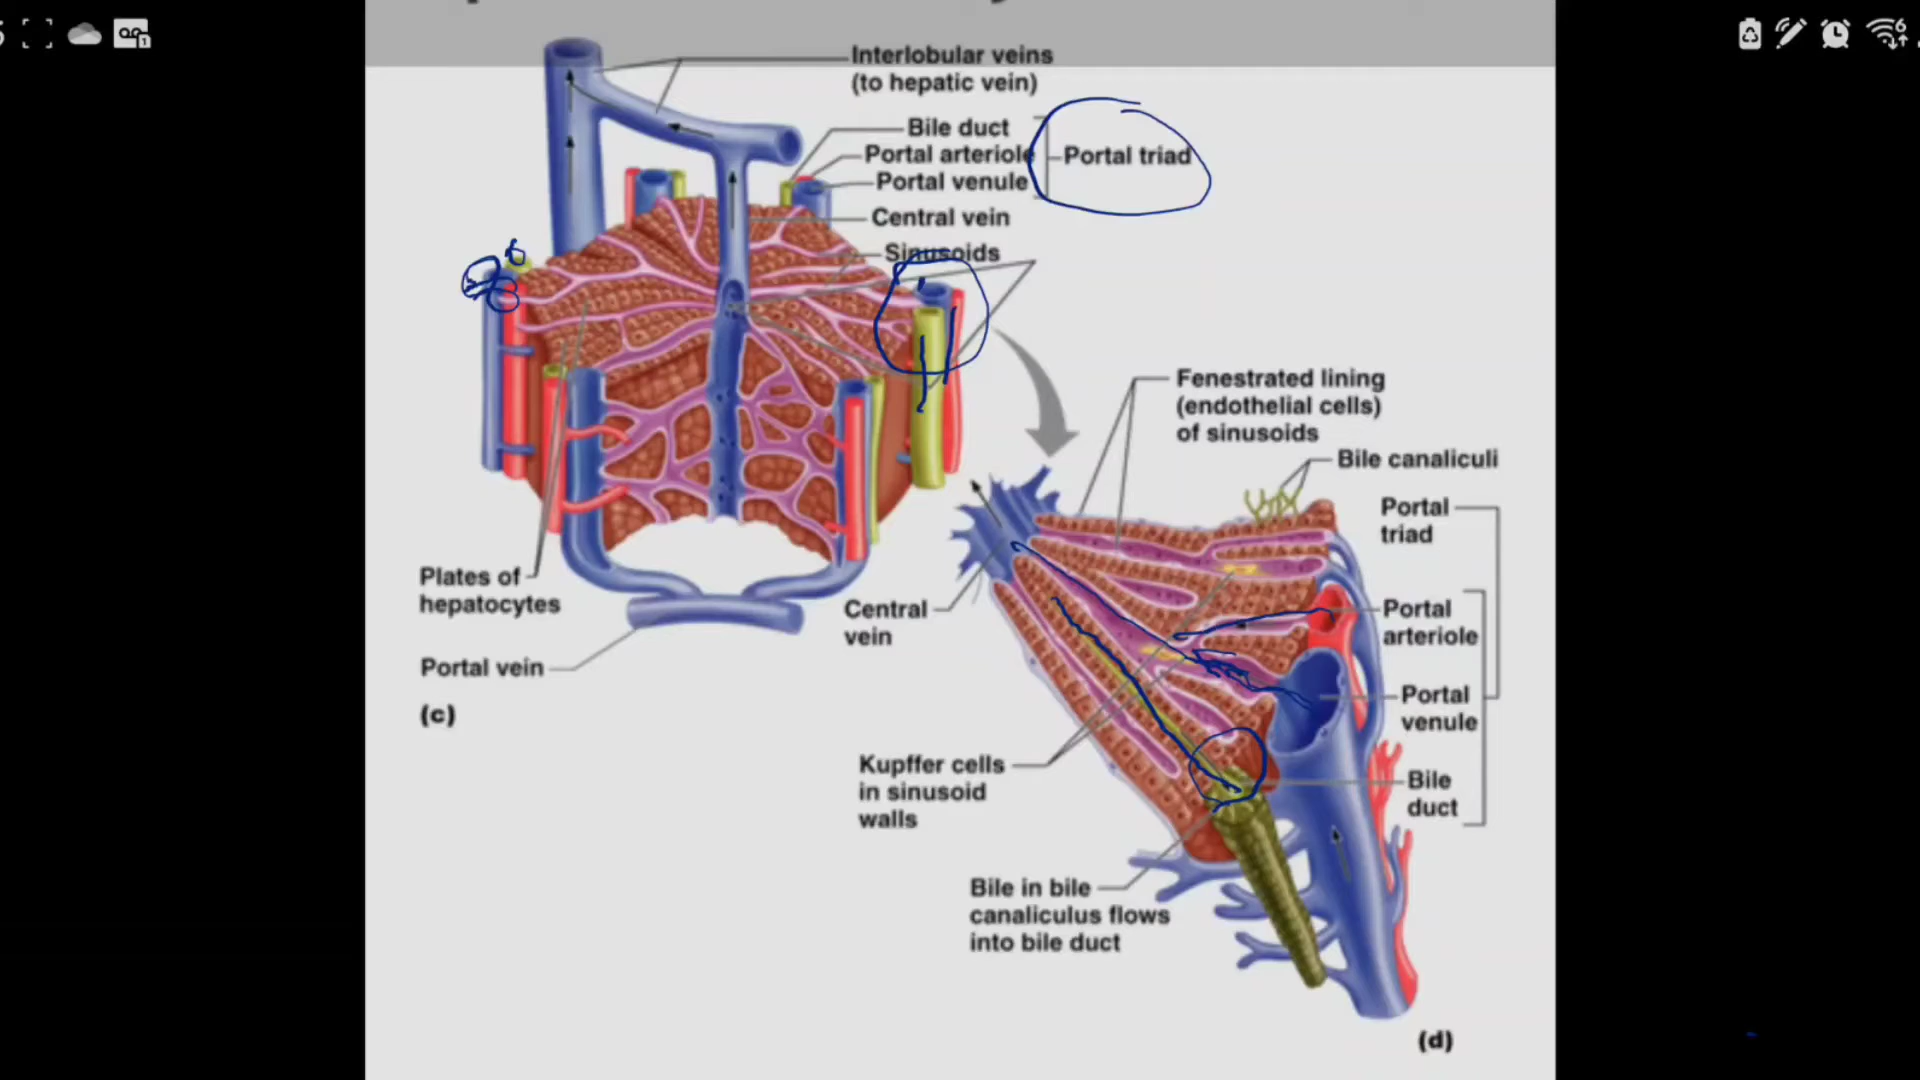 Interlobular veins
(to hepatic vein)
Bile duct
Portal arteriole
Portal venule
Portal triad
Central vein
Sinusoids
Plates of
hepatocytes
Portal vein
(c)
Fenestrated lining
(endothelial cells)
of sinusoids
Bile canaliculi
Portal
triad
Central
vein
Portal
arteriole
Portal
venule
Kupffer cells
in sinusoid
walls
Bile
duct
Bile in bile
canaliculus flows
into bile duct
(d)